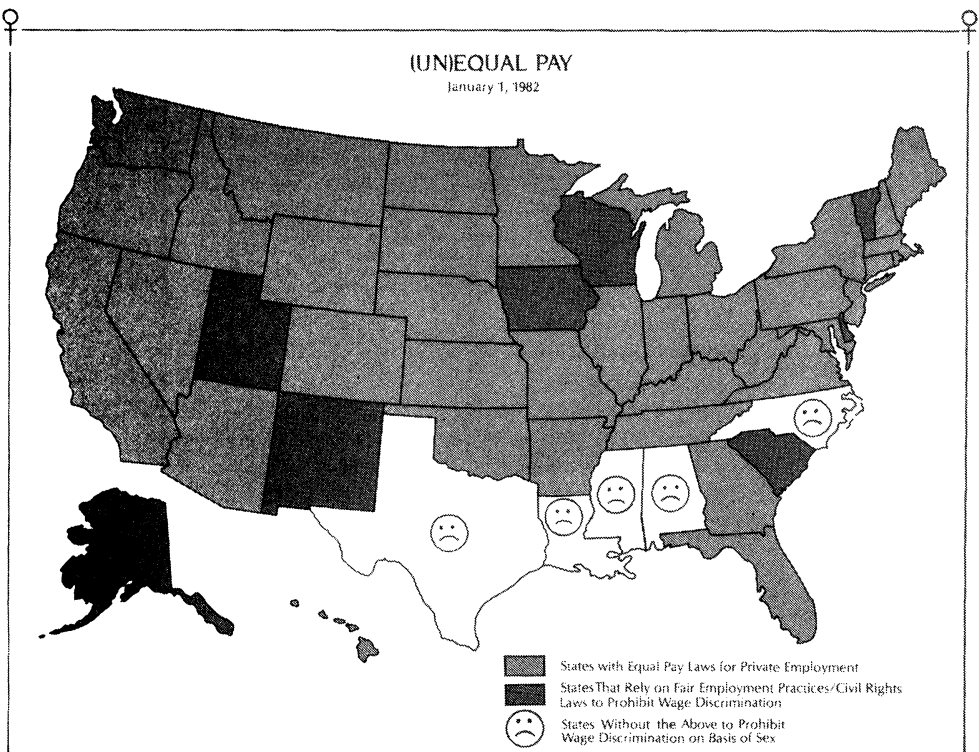 (UN)EQUAL PAY
January 1, 1982
States with Equal Pay Laws for Private Employment
States That Rely on Fair Employment Practices/Civil Rights
Laws to Prohibit Wage Discrimination
States Without the Above to Prohibit
Wage Discrimination on Basis of Sex